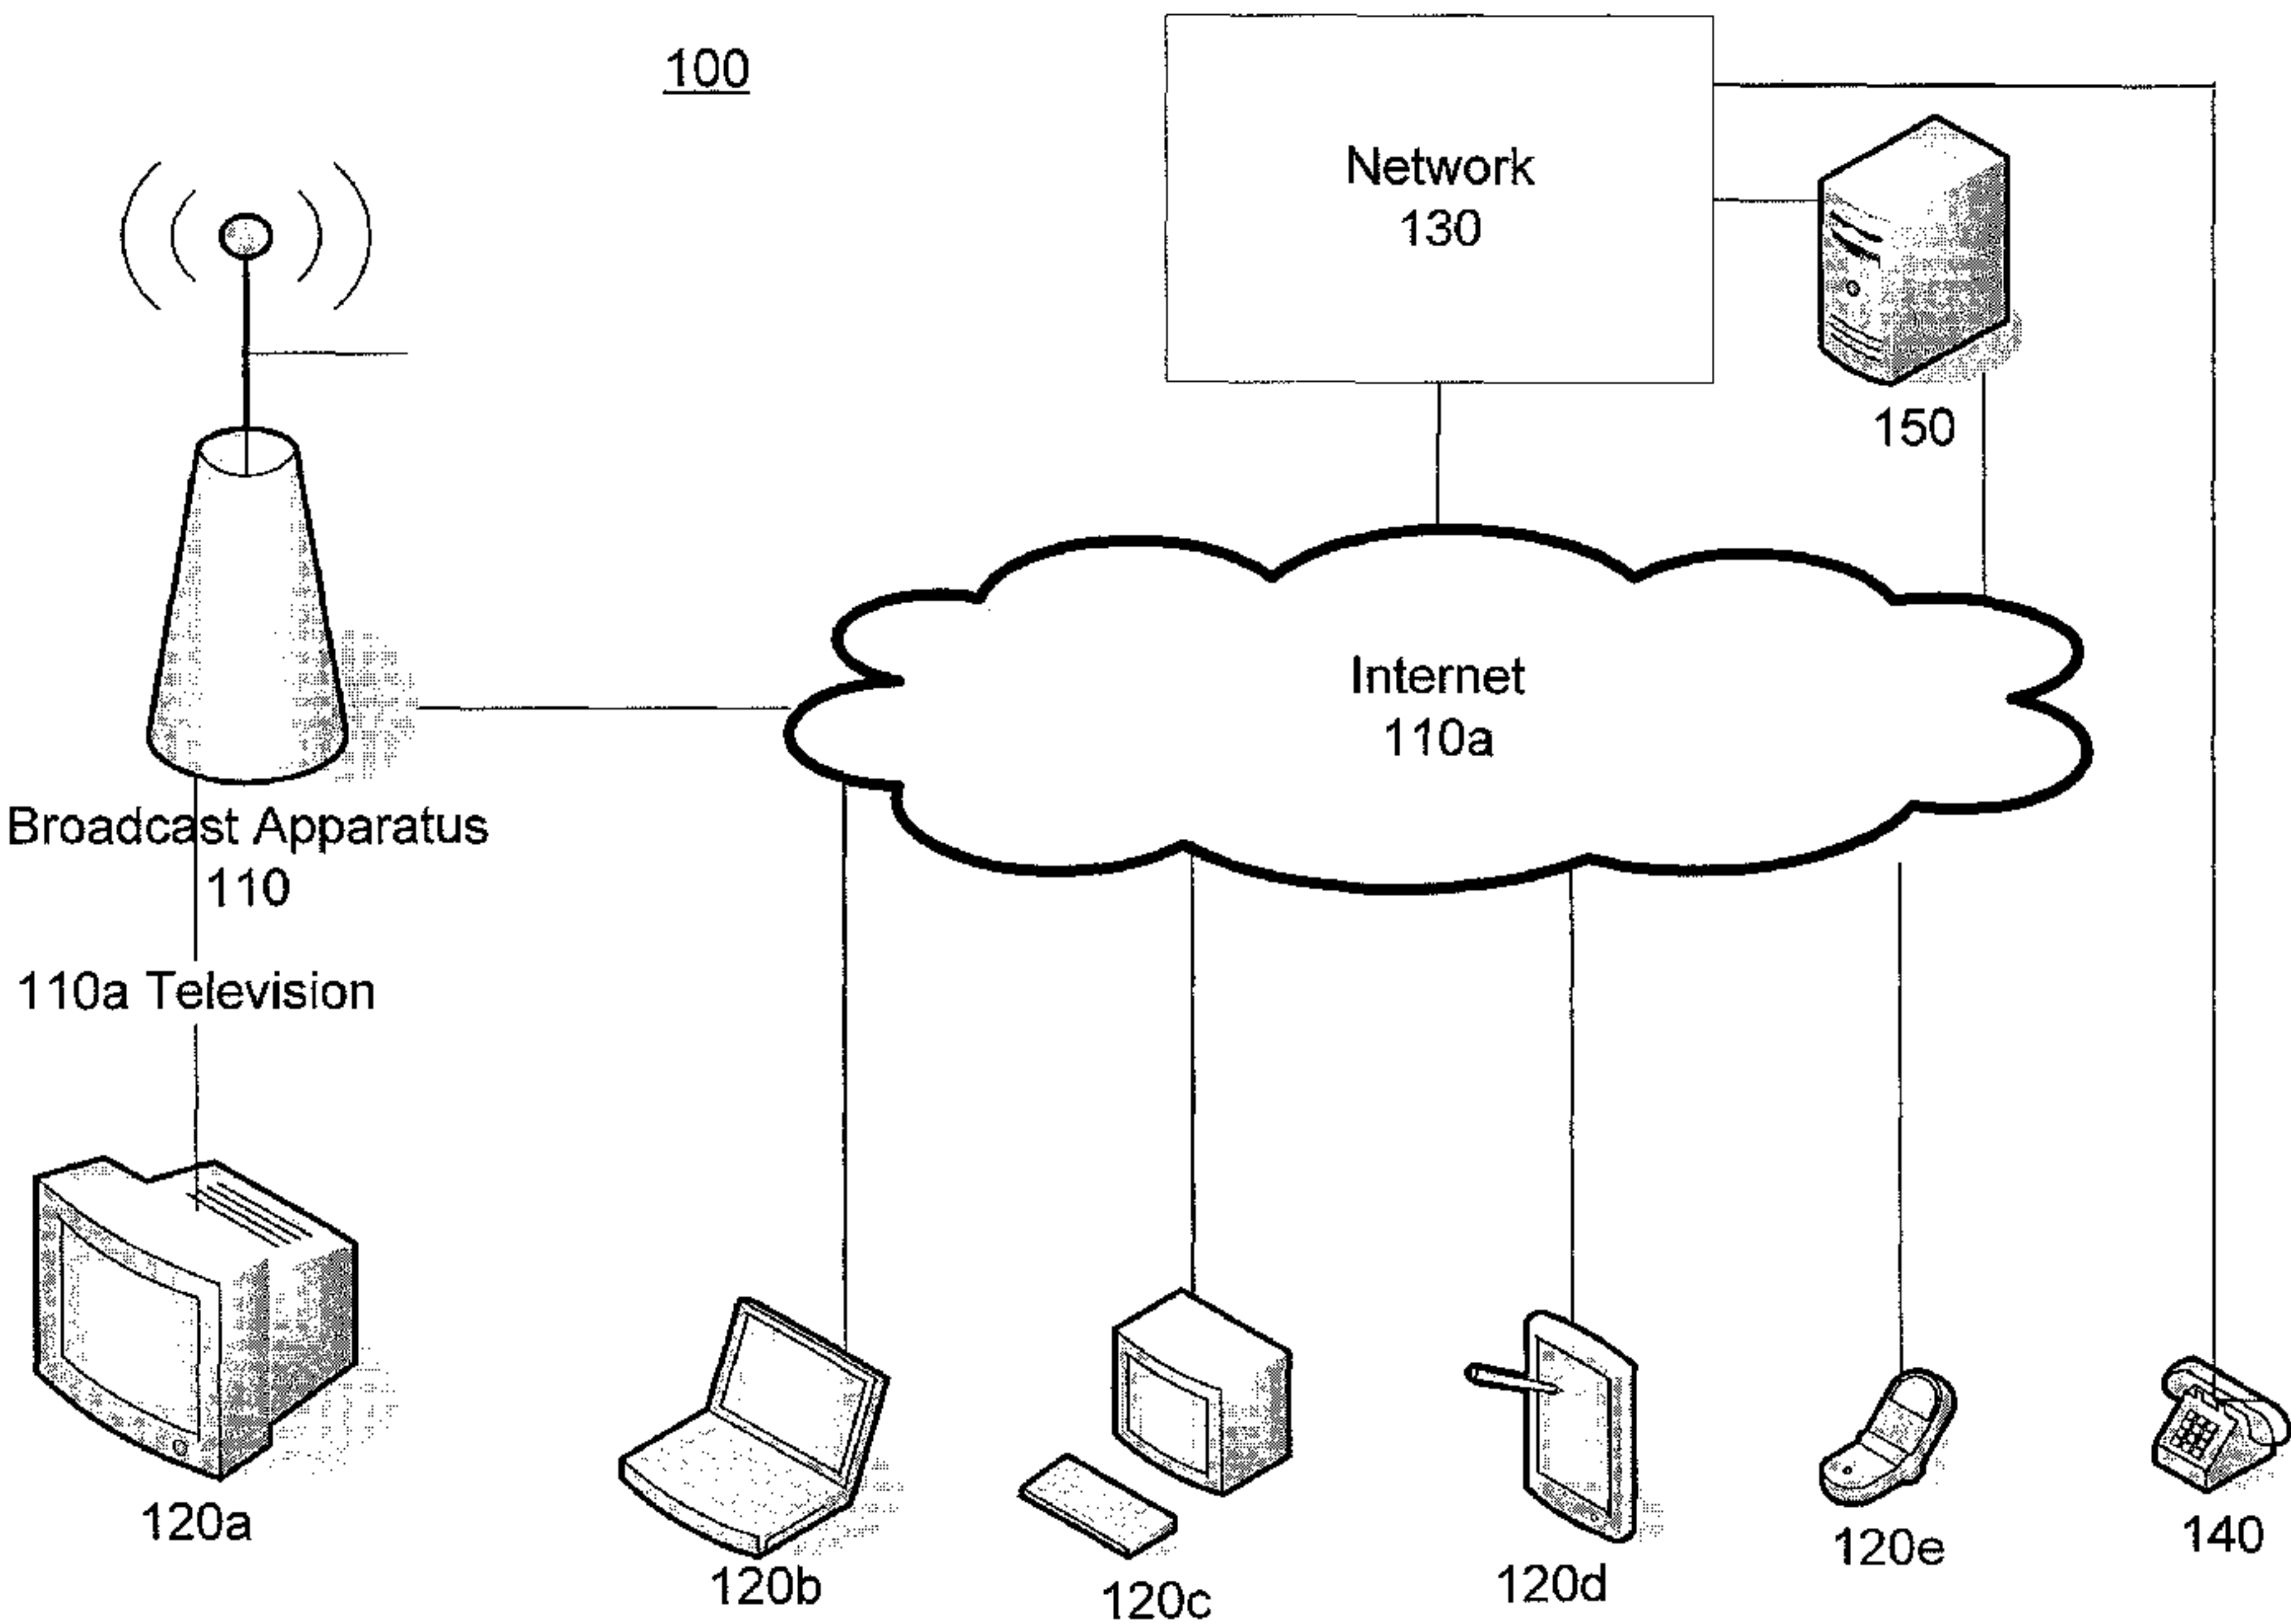 100
Network
130
150
Internet
110a
Broadcast Apparatus
110
110a Television
120a
120b
120c
120d
120e
140